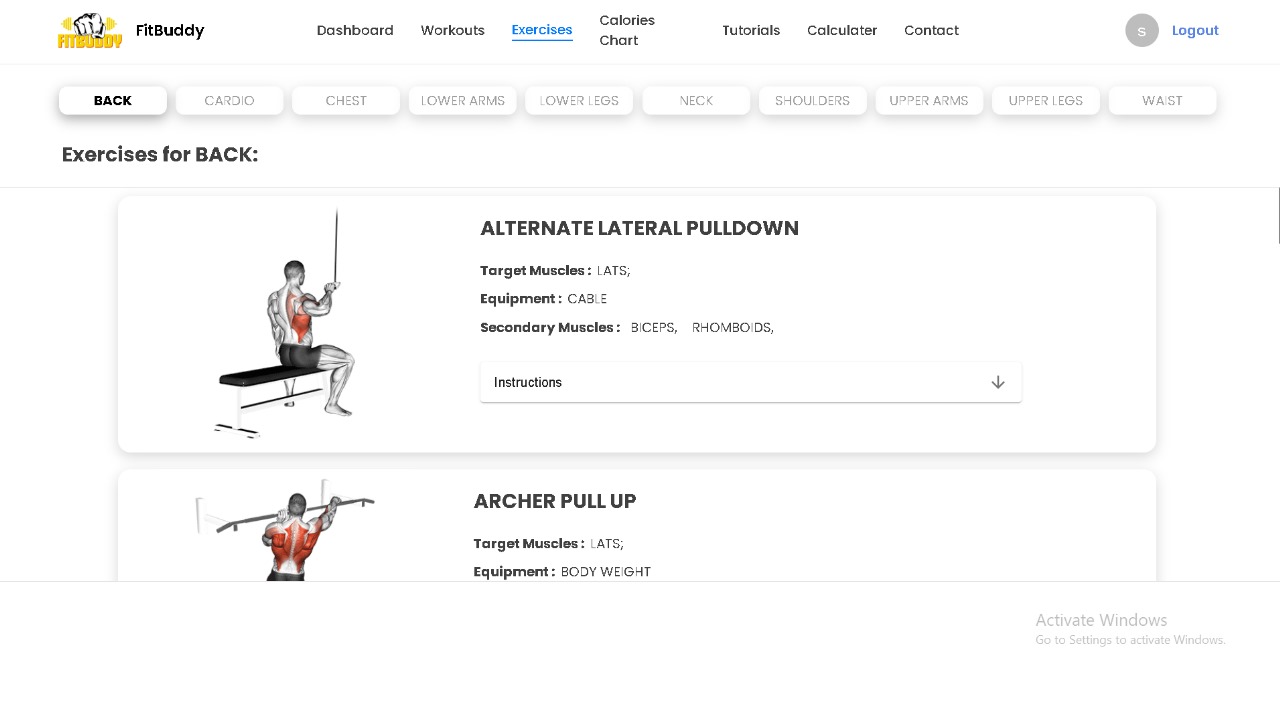 FITBUDDY
FitBuddy
Dashboard
Workouts
Exercises
Calories
Chart
Tutorials
Calculater
Contact
s
Logout
BACK
CARDIO
CHEST
LOWER ARMS
LOWER LEGS
NECK
SHOULDERS
UPPER ARMS
UPPER LEGS
WAIST
Exercises for BACK:
ALTERNATE LATERAL PULLDOWN
Target Muscles : LATS;
Equipment : CABLE
Secondary Muscles : BICEPS, RHOMBOIDS,
Instructions
ARCHER PULL UP
Target Muscles : LATS;
Equipment : BODY WEIGHT
Activate Windows
Go to Settings to activate Windows.